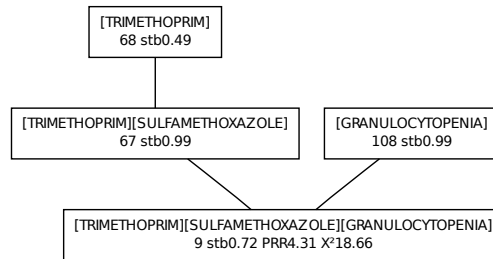 [TRIMETHOPRIM]
68 stb0.49
[TRIMETHOPRIM][SULFAMETHOXAZOLE]
67 stb0.99
[GRANULOCYTOPENIA]
108 stb0.99
[TRIMETHOPRIM][SULFAMETHOXAZOLE][GRANULOCYTOPENIA]
9 stb0.72 PRR4.31 X²18.66